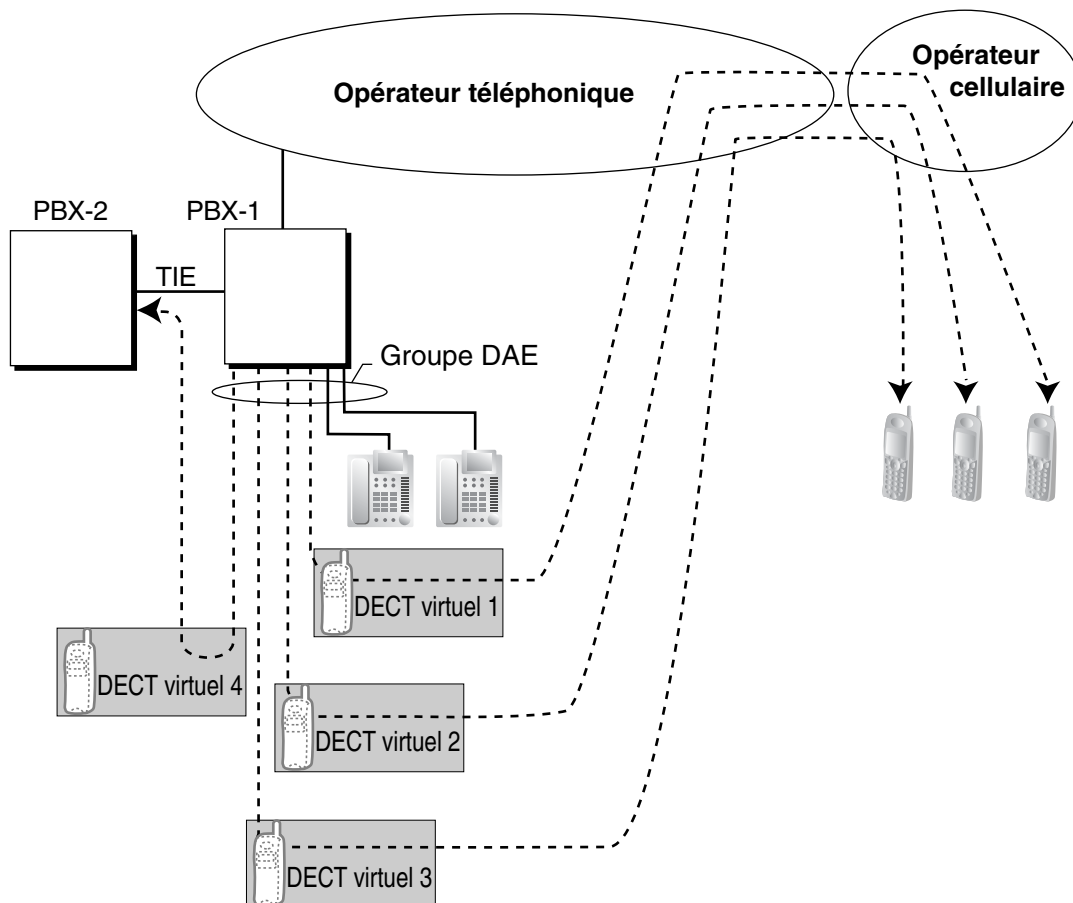 Opérateur téléphonique
Opérateur
cellulaire
PBX-2
PBX-1
TIE
Groupe DAE
DECT virtuel 1
DECT virtuel 4
DECT virtuel 2
DECT virtuel 3